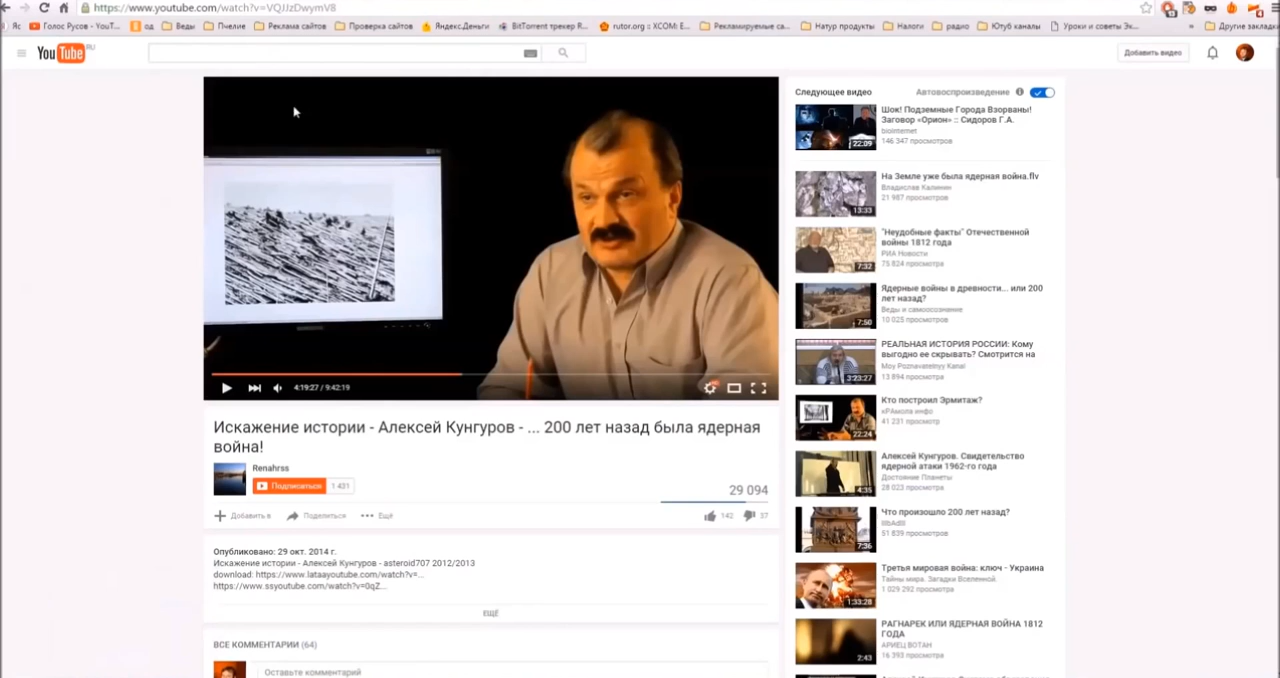 https://www.youtube.com/watch?v=VQJJzDwymV8
Яс Голос Русов - YouT... од Веды Пчелие Реклама сайтов Проверка сайтов Яндекс.Деньги BitTorrent трекер R... rutor.org :: XCOM: E... Рекламируемые са... Натур продукты Налоги радио Ютуб каналы Уроки и советы Эк... » Другие закладки
YouTube RU
Добавить видео
4:19:27 / 9:42:19
Искажение истории - Алексей Кунгуров - ... 200 лет назад была ядерная
война!
Renahrss
Подписаться 1 431
29 094
Добавить в Поделиться Ещё 142 37
Опубликовано: 29 окт. 2014 г.
Искажение истории - Алексей Кунгуров - asteroid707 2012/2013
download: https://www.lataayoutube.com/watch?v=...
https://www.ssyoutube.com/watch?v=0qZ...
ЕЩЁ
ВСЕ КОММЕНТАРИИ (64)
Оставьте комментарий
Следующее видео Автовоспроизведение
Шок! Подземные Города Взорваны!
Заговор «Орион» :: Сидоров Г.А.
biointernet
146 347 просмотров
22:09
На Земле уже была ядерная война.flv
Владислав Калинин
21 987 просмотров
13:33
"Неудобные факты" Отечественной
войны 1812 года
РИА Новости
75 824 просмотра
7:32
Ядерные войны в древности... или 200
лет назад?
Веды и самоосознание
10 025 просмотров
7:50
РЕАЛЬНАЯ ИСТОРИЯ РОССИИ: Кому
выгодно ее скрывать? Смотрится на
Moy Poznavatelnyy Kanal
13 894 просмотра
3:23:27
Кто построил Эрмитаж?
«РАмола инфо
41 231 просмотр
22:24
Алексей Кунгуров. Свидетельство
ядерной атаки 1962-го года
Достояние Планеты
28 023 просмотра
4:35
Что произошло 200 лет назад?
51 839 просмотров
7:36
Третья мировая война: ключ - Украина
Тайны мира. Загадки Вселенной.
1 029 292 просмотра
1:33:28
РАГНАРЕК ИЛИ ЯДЕРНАЯ ВОЙНА 1812
ГОДА
АРИЕЦ ВОТАН
16 393 просмотра
2:43